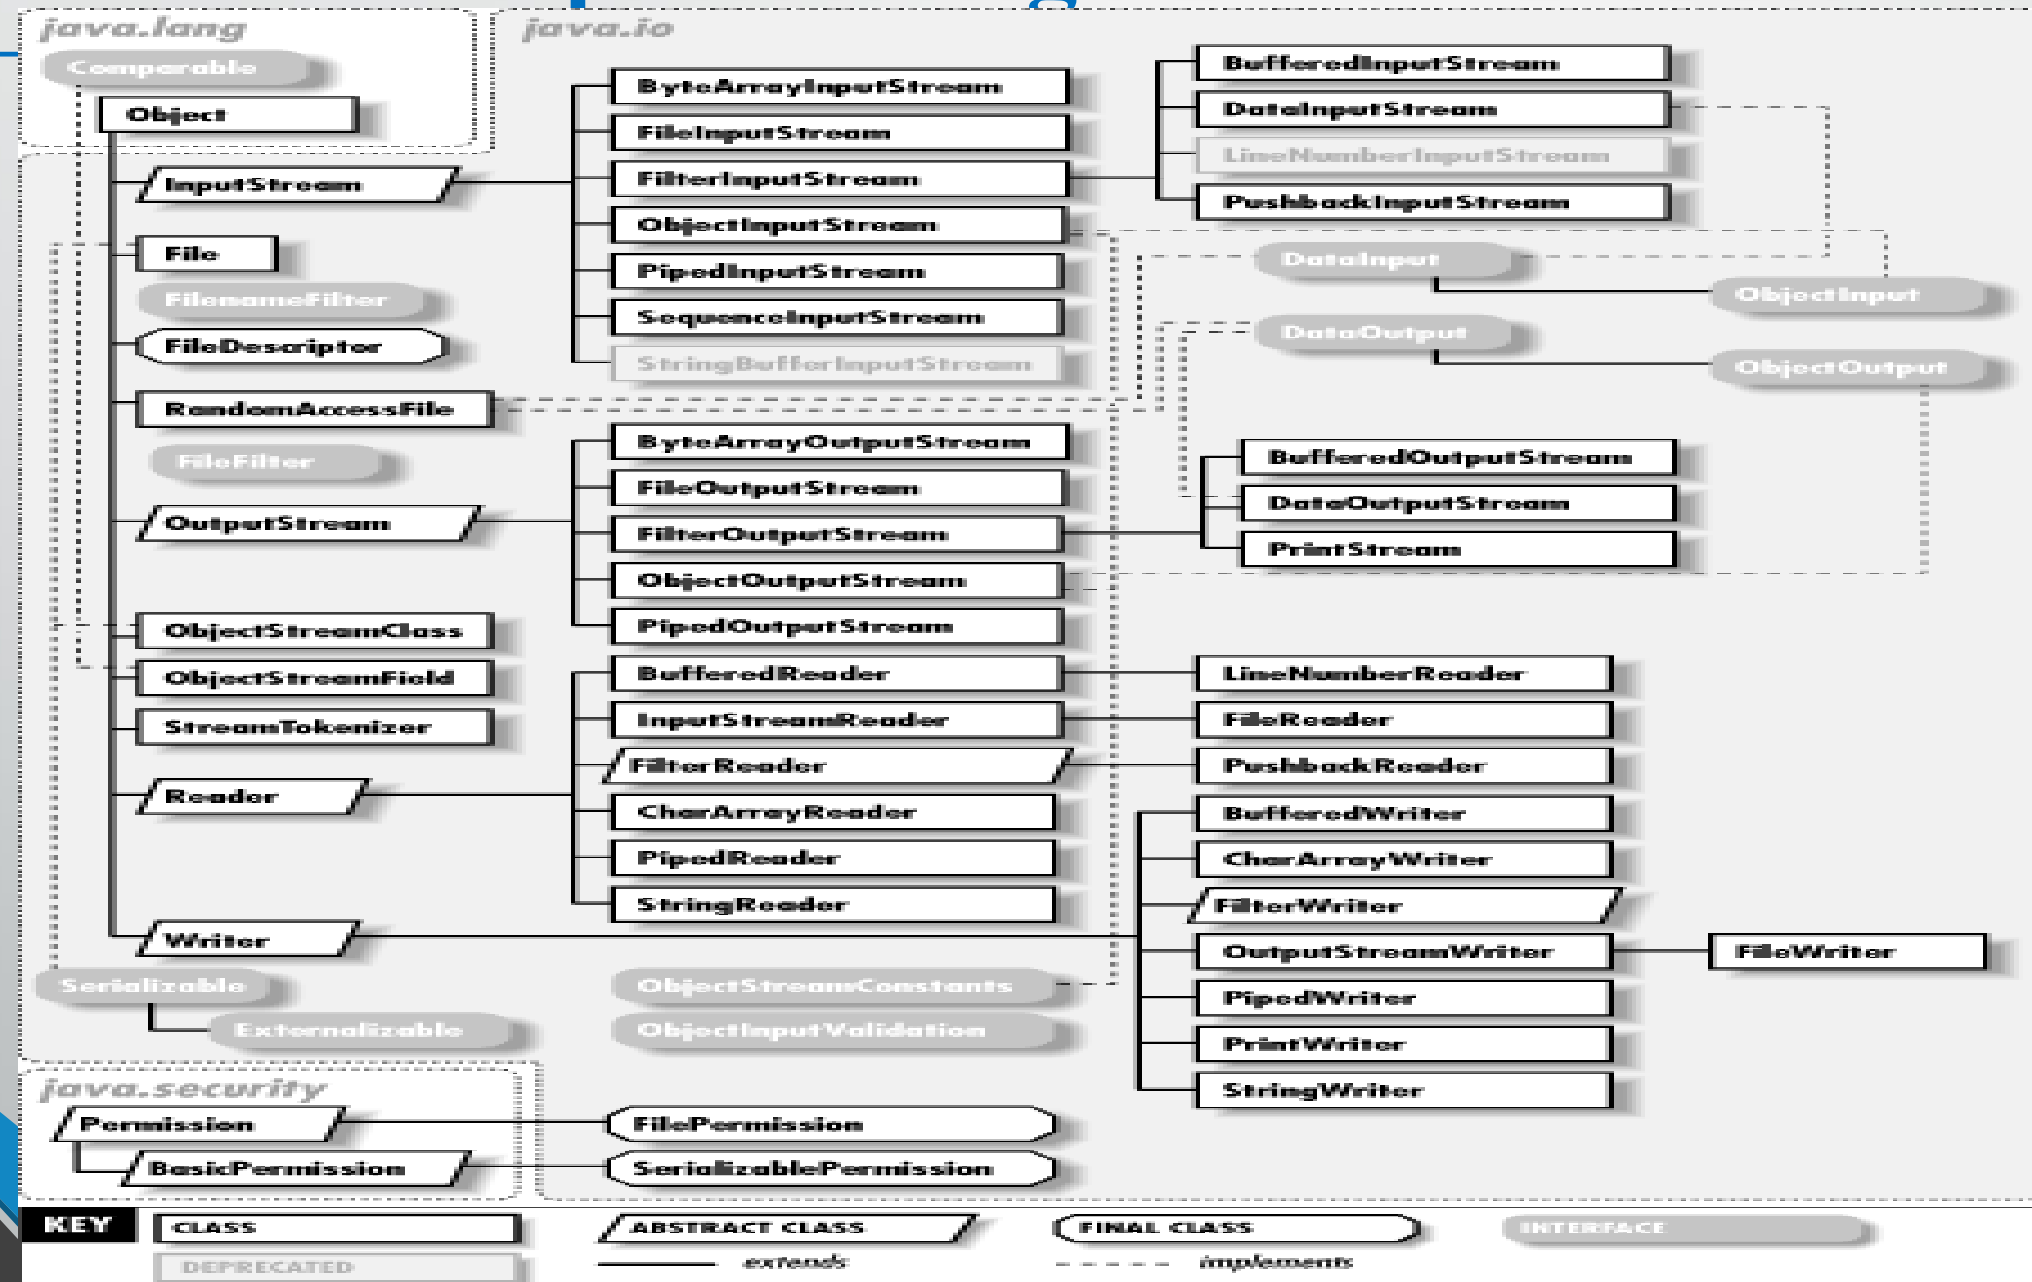 java.lang
Comparable
Object
java.io
InputStream
File
FilenameFilter
FileDescriptor
RandomAccessFile
FileFilter
OutputStream
ObjectStreamClass
ObjectStreamField
StreamTokenizer
Reader
Writer
Serializable
Externalizable
ByteArrayInputStream
FileInputStream
FilterInputStream
ObjectInputStream
PipedInputStream
SequenceInputStream
StringBufferInputStream
ByteArrayOutputStream
FileOutputStream
FilterOutputStream
ObjectOutputStream
PipedOutputStream
BufferedReader
InputStreamReader
FilterReader
CharArrayReader
PipedReader
StringReader
ObjectStreamConstants
ObjectInputValidation
BufferedInputStream
DataInputStream
LineNumberInputStream
PushbackInputStream
DataInput
ObjectInput
DataOutput
ObjectOutput
BufferedOutputStream
DataOutputStream
PrintStream
LineNumberReader
FileReader
PushbackReader
BufferedWriter
CharArrayWriter
FilterWriter
OutputStreamWriter
FileWriter
PipedWriter
PrintWriter
StringWriter
java.security
Permission
BasicPermission
FilePermission
SerializablePermission
KEY
CLASS
ABSTRACT CLASS
FINAL CLASS
INTERFACE
DEPRECATED
extends
implements